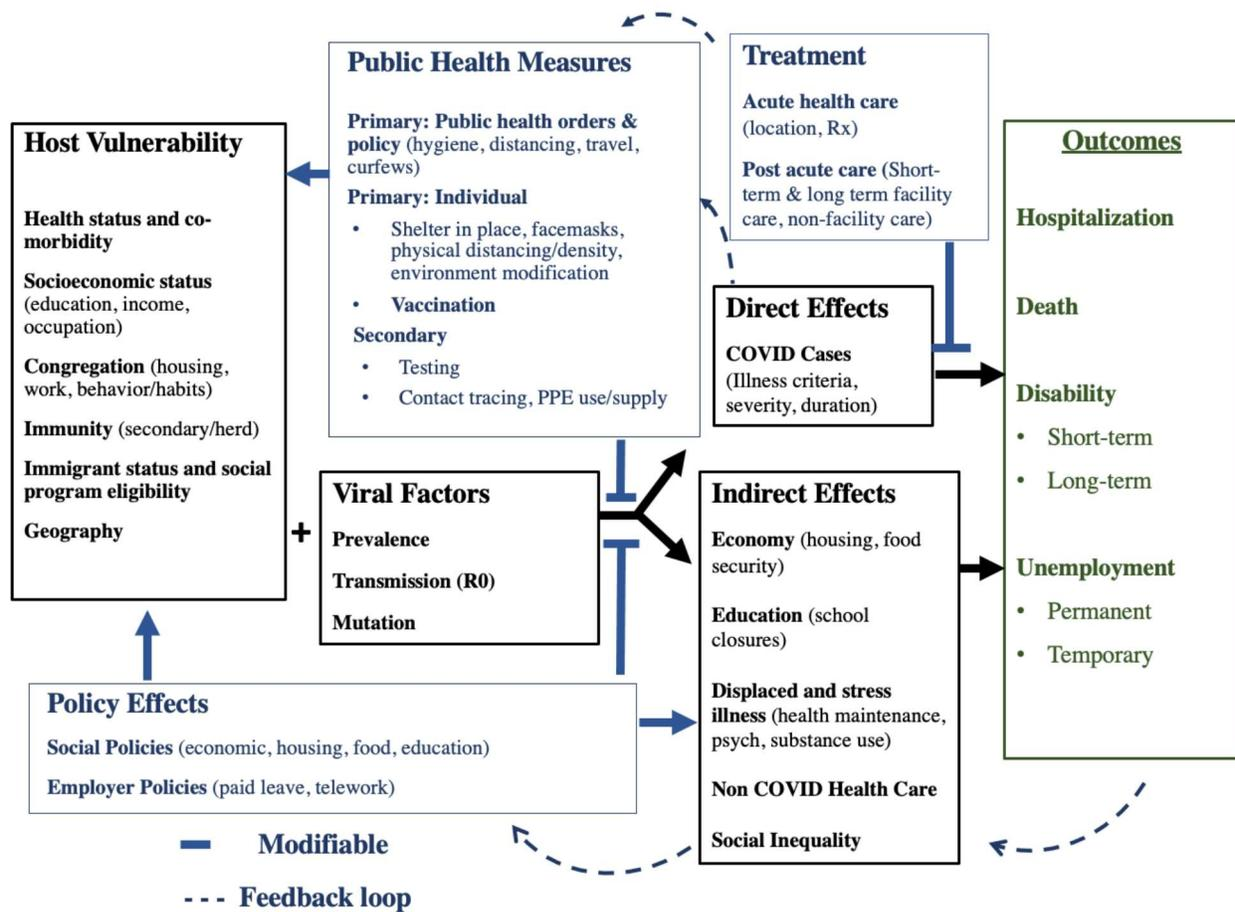 Public Health Measures
Primary: Public health orders &
policy (hygiene, distancing, travel,
curfews)
Primary: Individual
• Shelter in place, facemasks,
physical distancing/density,
environment modification
• Vaccination
Secondary
• Testing
• Contact tracing, PPE use/supply
Treatment
Acute health care
(location, Rx)
Post acute care (Short-
term & long term facility
care, non-facility care)
Host Vulnerability
Health status and co-
morbidity
Socioeconomic status
(education, income,
occupation)
Congregation (housing,
work, behavior/habits)
Immunity (secondary/herd)
Immigrant status and social
program eligibility
Geography
+
Viral Factors
Prevalence
Transmission (R0)
Mutation
Direct Effects
COVID Cases
(Illness criteria,
severity, duration)
Indirect Effects
Economy (housing, food
security)
Education (school
closures)
Displaced and stress
illness (health maintenance,
psych, substance use)
Non COVID Health Care
Social Inequality
Outcomes
Hospitalization
Death
Disability
• Short-term
• Long-term
Unemployment
• Permanent
• Temporary
Policy Effects
Social Policies (economic, housing, food, education)
Employer Policies (paid leave, telework)
Modifiable
Feedback loop